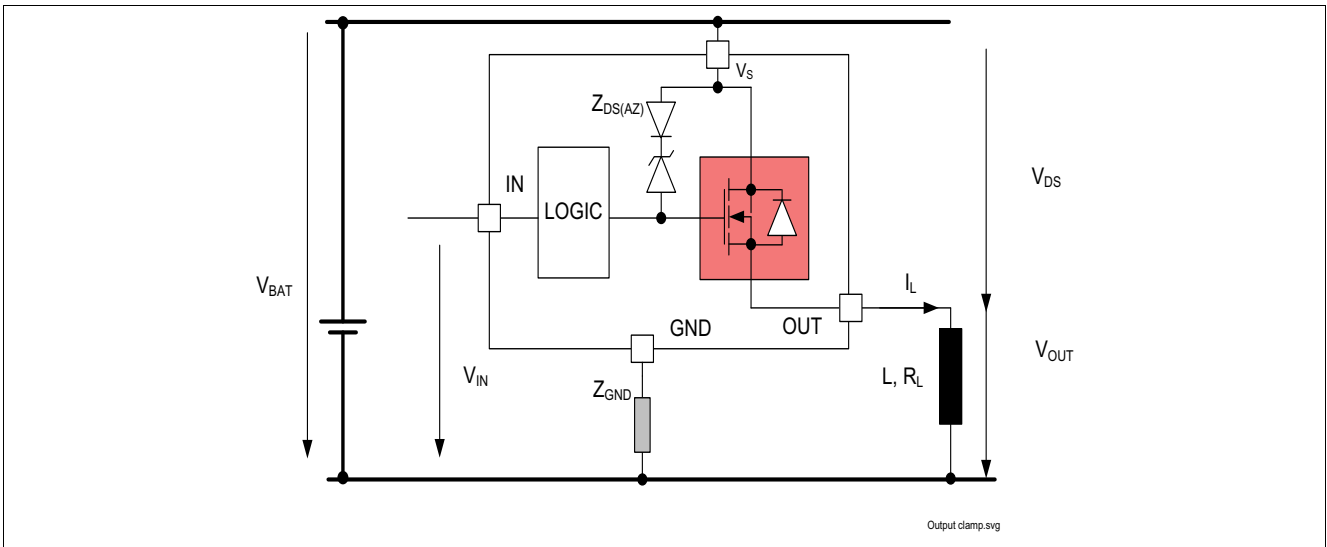 V_S
Z_DS(AZ)
V_DS
IN
LOGIC
V_BAT
I_L
GND
OUT
V_OUT
V_IN
L, R_L
Z_GND
Output clamp.svg